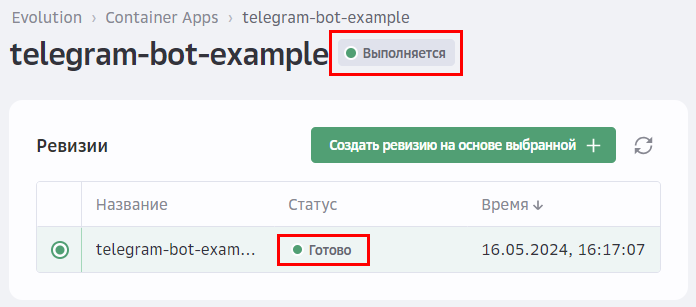 Evolution > Container Apps > telegram-bot-example
telegram-bot-example Выполняется
Ревизии Создать ревизию на основе выбранной +
Название Статус Время ↓
telegram-bot-exam... Готово 16.05.2024, 16:17:07